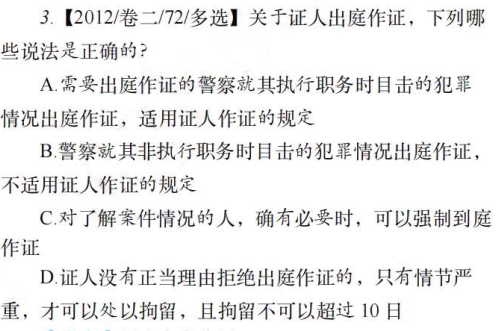 3.【2012/卷二/72/多选】关于证人出庭作证，下列哪
些说法是正确的？
A.需要出庭作证的警察就其执行职务时目击的犯罪
情况出庭作证，适用证人作证的规定
B.警察就其非执行职务时目击的犯罪情况出庭作证，
不适用证人作证的规定
C.对了解案件情况的人，确有必要时，可以强制到庭
作证
D.证人没有正当理由拒绝出庭作证的，只有情节严
重，才可以处以拘留，且拘留不可以超过 10 日